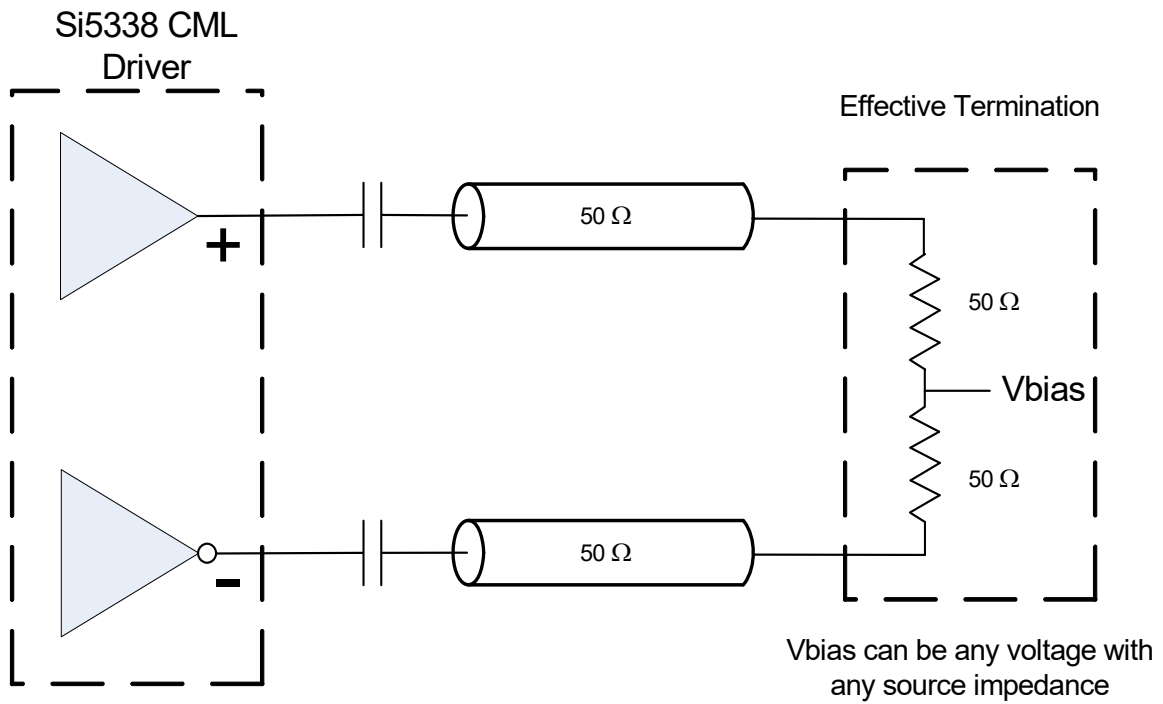 Si5338 CML
Driver
Effective Termination
50 Ω
+
50 Ω
Vbias
50 Ω
50 Ω
-
Vbias can be any voltage with
any source impedance